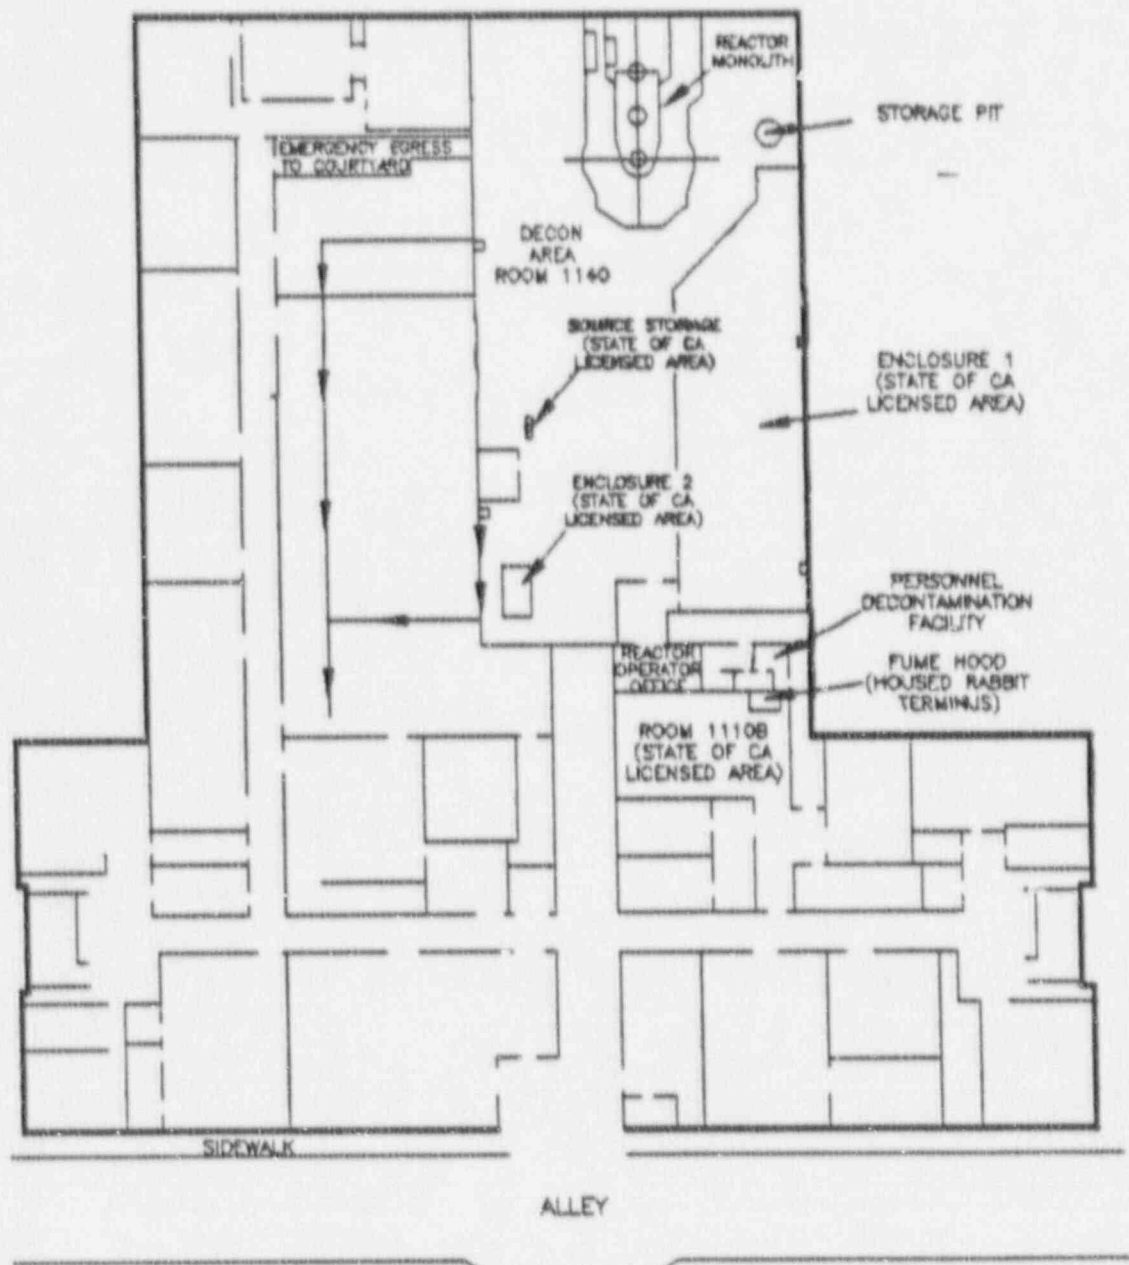 REACTOR
MONOLITH
STORAGE PIT
EMERGENCY EGRESS
TO COURTYARD
DECON
AREA
ROOM 1140
SOURCE STORAGE
(STATE OF CA
LICENSED AREA)
ENCLOSURE 1
(STATE OF CA
LICENSED AREA)
ENCLOSURE 2
(STATE OF CA
LICENSED AREA)
PERSONNEL
DECONTAMINATION
FACILITY
REACTOR
OPERATOR
OFFICE
FUME HOOD
(HOUSED RABBIT
TERMINUS)
ROOM 1110B
(STATE OF CA
LICENSED AREA)
SIDEWALK
ALLEY